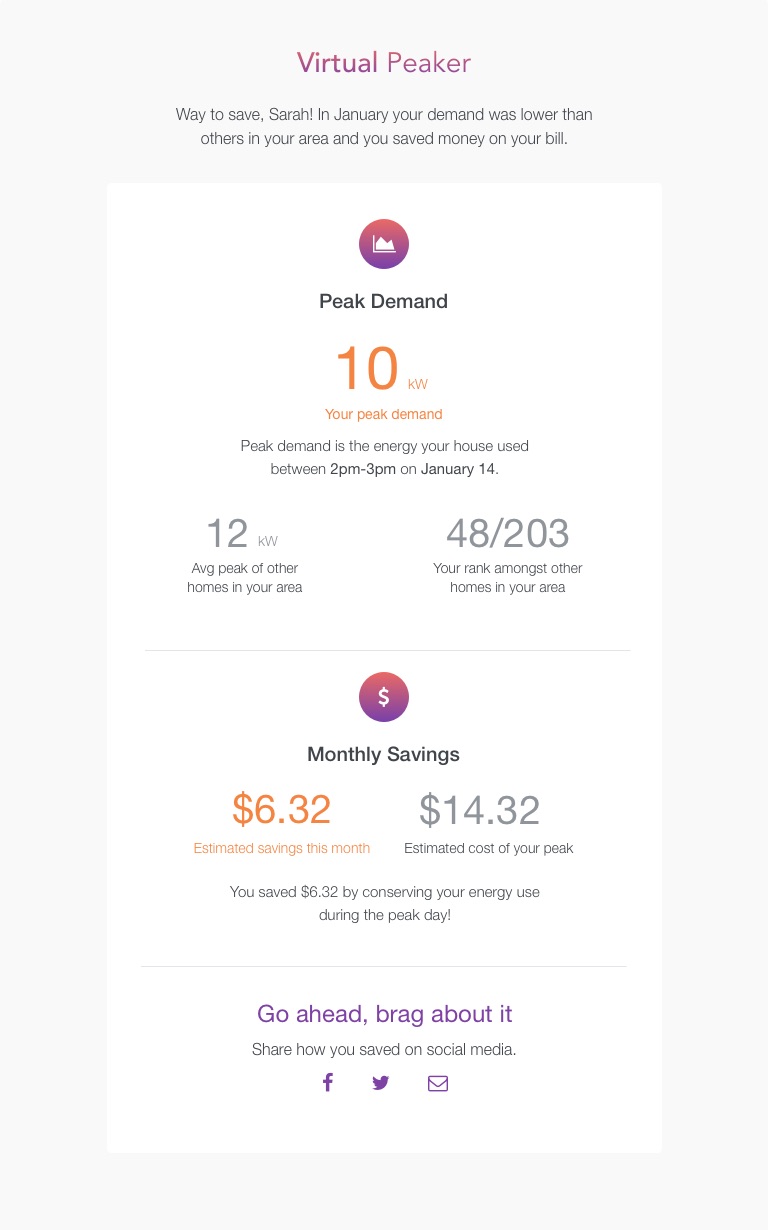 Virtual Peaker
Way to save, Sarah! In January your demand was lower than
others in your area and you saved money on your bill.
Peak Demand
10 kW
Your peak demand
Peak demand is the energy your house used
between 2pm-3pm on January 14.
12 kW
Avg peak of other
homes in your area
48/203
Your rank amongst other
homes in your area
$
Monthly Savings
$6.32
Estimated savings this month
$14.32
Estimated cost of your peak
You saved $6.32 by conserving your energy use
during the peak day!
Go ahead, brag about it
Share how you saved on social media.